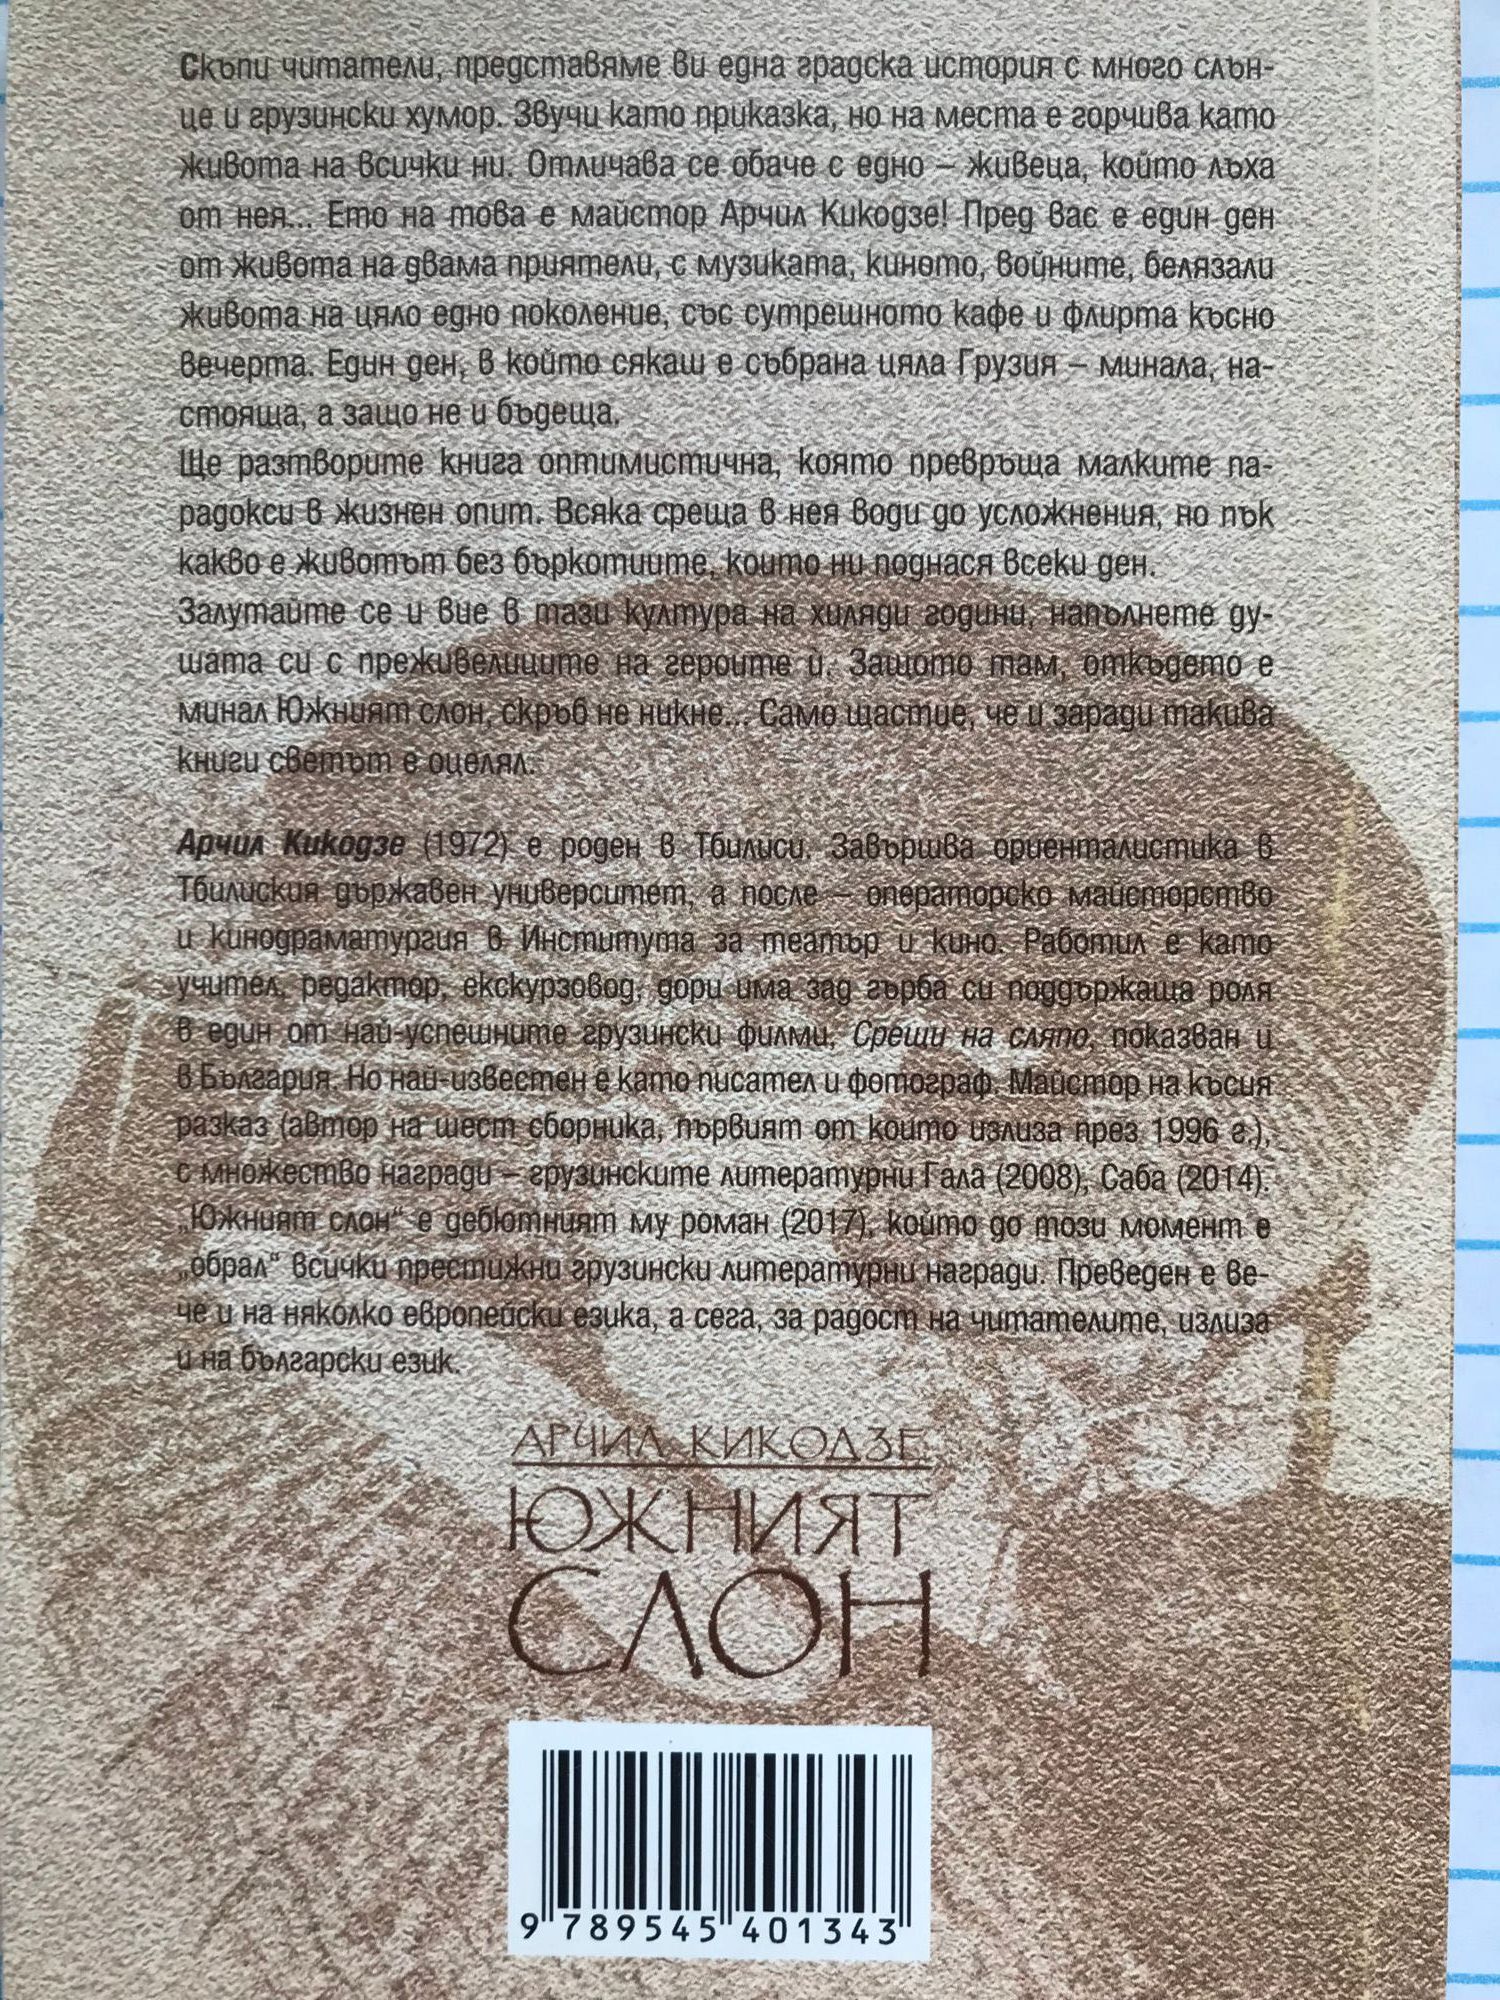 Скъпи читатели, представяме ви една градска история с много слън-
це и грузински хумор. Звучи като приказка, но на места е горчива като
живота на всички ни. Отличава се обаче с едно – живеца, който лъха
от нея... Ето на това е майстор Арчил Кикодзе! Пред вас е един ден
от живота на двама приятели, с музиката, киното, войните, белязали
живота на цяло едно поколение, със сутрешното кафе и флирта късно
вечерта. Един ден, в който сякаш е събрана цяла Грузия – минала, на-
стояща, а защо не и бъдеща.
Ще разтворите книга оптимистична, която превръща малките па-
радокси в жизнен опит. Всяка среща в нея води до усложнения, но пък
какво е животът без бъркотиите, които ни поднася всеки ден.
Залутайте се и вие в тази култура на хиляди години, напълнете ду-
шата си с преживелиците на героите ѝ. Защото там, откъдето е
минал Южният слон, скръб не никне... Само щастие, че и заради такива
книги светът е оцелял.
Арчил Кикодзе (1972) е роден в Тбилиси. Завършва ориенталистика в
Тбилиския държавен университет, а после – операторско майсторство
и кинодраматургия в Института за театър и кино. Работил е като
учител, редактор, екскурзовод, дори има зад гърба си поддържаща роля
в един от най-успешните грузински филми, Срещи на сляпо, показван и
в България. Но най-известен е като писател и фотограф. Майстор на късия
разказ (автор на шест сборника, първият от които излиза през 1996 г.),
с множество награди – грузинските литературни Гала (2008), Саба (2014).
„Южният слон“ е дебютният му роман (2017), който до този момент е
„обрал“ всички престижни грузински литературни награди. Преведен е ве-
че и на няколко европейски езика, а сега, за радост на читателите, излиза
и на български език.
АРЧИЛ КИКОДЗЕ
ЮЖНИЯТ
СЛОН
9 789545 401343